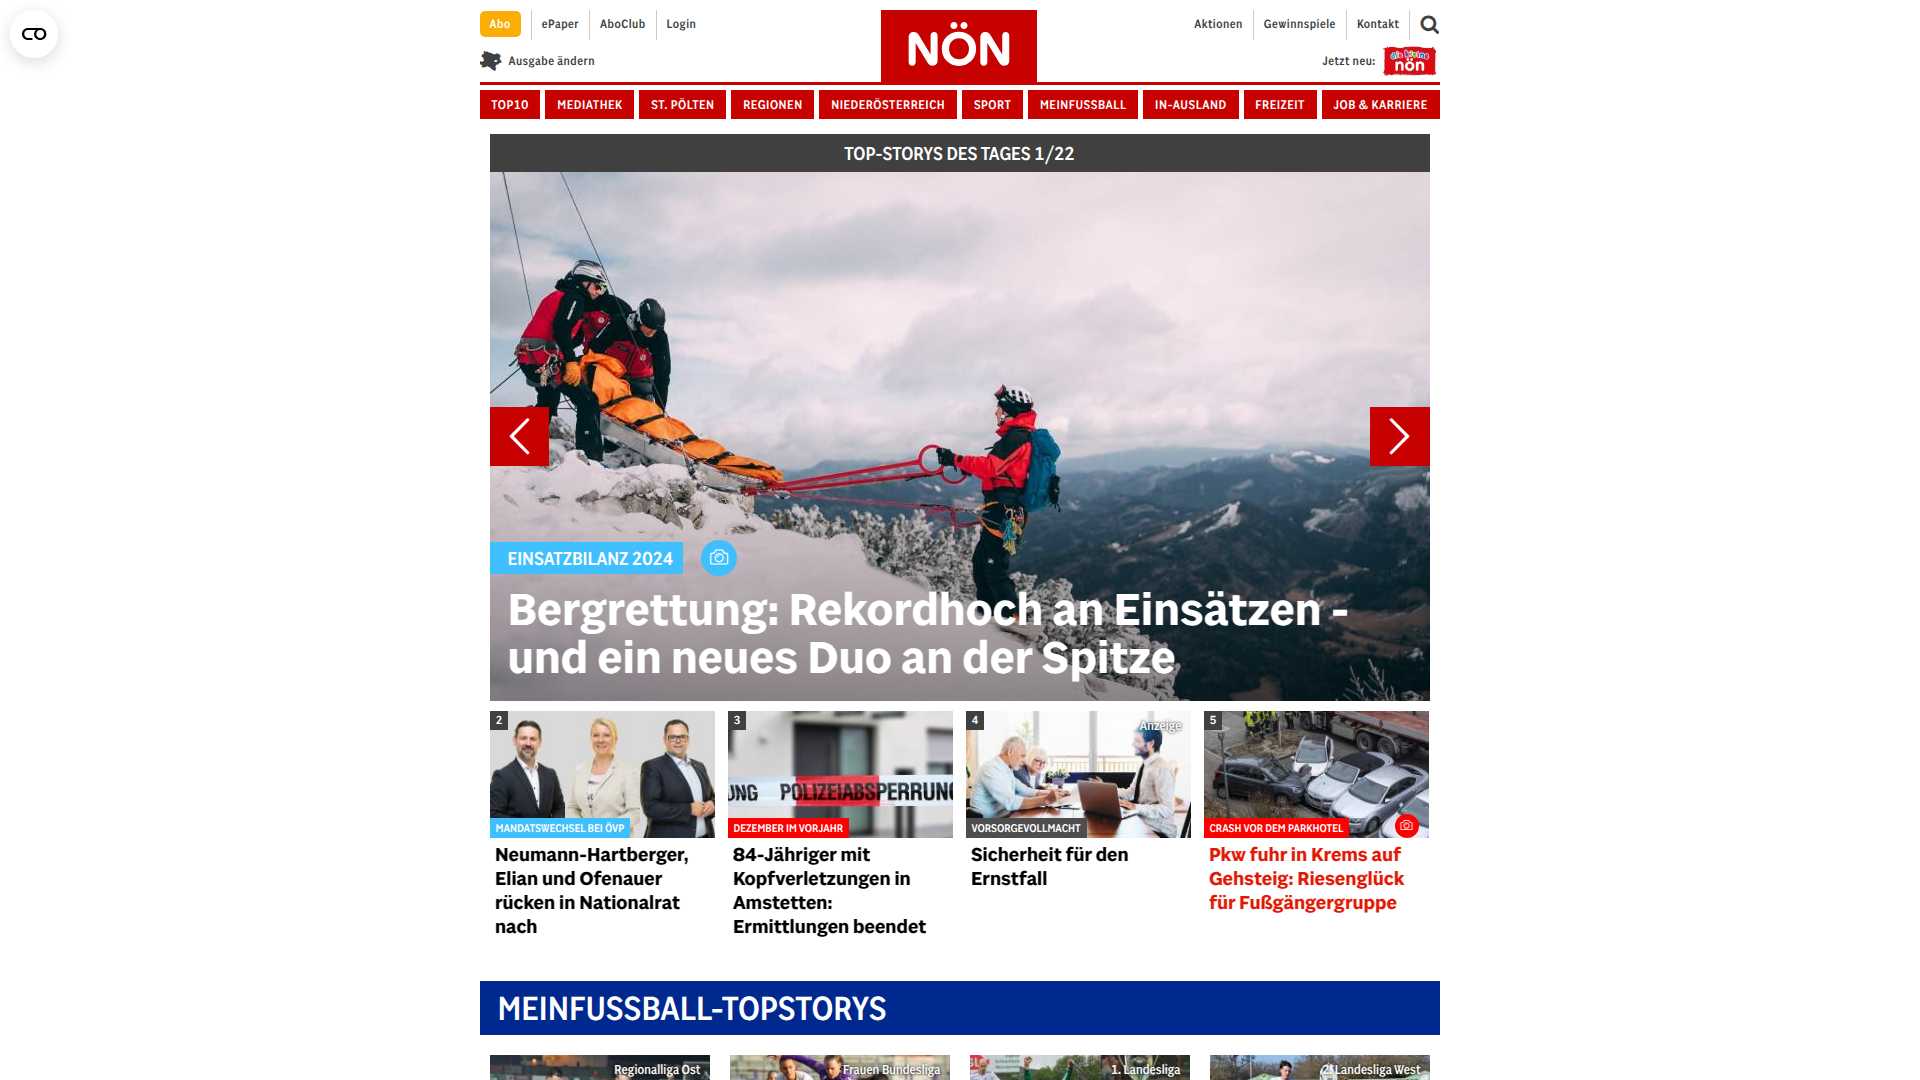 Abo
ePaper
AboClub
Login
Aktionen
Gewinnspiele
Kontakt
NÖN
Ausgabe ändern
Jetzt neu:
die kleine
nön
TOP10
MEDIATHEK
ST. PÖLTEN
REGIONEN
NIEDERÖSTERREICH
SPORT
MEINFUSSBALL
IN-AUSLAND
FREIZEIT
JOB & KARRIERE
TOP-STORYS DES TAGES 1/22
EINSATZBILANZ 2024
Bergrettung: Rekordhoch an Einsätzen -
und ein neues Duo an der Spitze
2
MANDATSWECHSEL BEI ÖVP
Neumann-Hartberger,
Elian und Ofenauer
rücken in Nationalrat
nach
3
UNG POLIZEIABSPERRUNG
DEZEMBER IM VORJAHR
84-Jähriger mit
Kopfverletzungen in
Amstetten:
Ermittlungen beendet
4
Anzeige
VORSORGEVOLLMACHT
Sicherheit für den
Ernstfall
5
CRASH VOR DEM PARKHOTEL
Pkw fuhr in Krems auf
Gehsteig: Riesenglück
für Fußgängergruppe
MEINFUSSBALL-TOPSTORYS
Regionalliga Ost
Frauen Bundesliga
1. Landesliga
2. Landesliga West